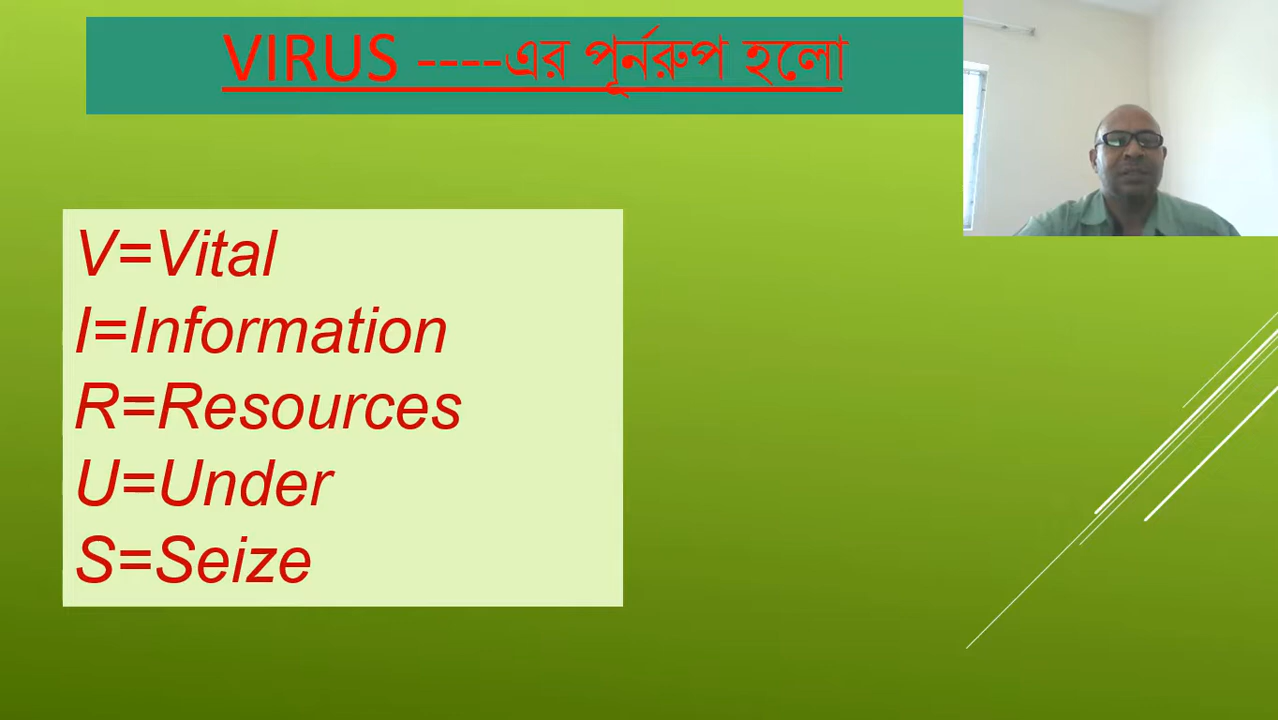 VIRUS ----এর পূর্নরুপ হলো
V=Vital
I=Information
R=Resources
U=Under
S=Seize